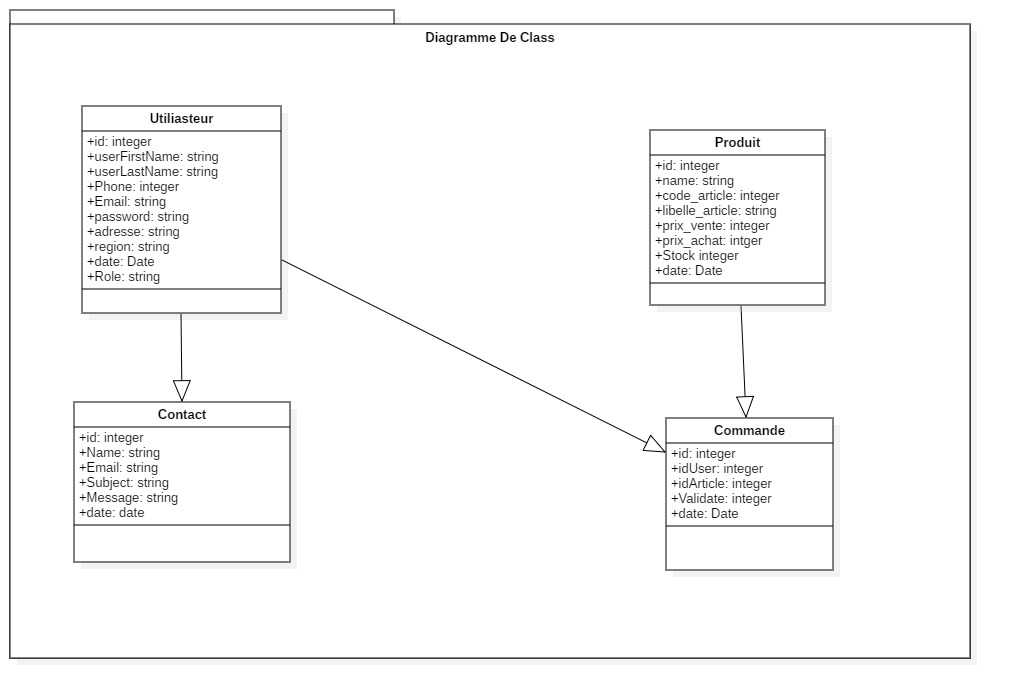 Diagramme De Class
Utiliasteur
+id: integer
+userFirstName: string
+userLastName: string
+Phone: integer
+Email: string
+password: string
+adresse: string
+region: string
+date: Date
+Role: string
Produit
+id: integer
+name: string
+code_article: integer
+libelle_article: string
+prix_vente: integer
+prix_achat: intger
+Stock integer
+date: Date
Contact
+id: integer
+Name: string
+Email: string
+Subject: string
+Message: string
+date: date
Commande
+id: integer
+idUser: integer
+idArticle: integer
+Validate: integer
+date: Date